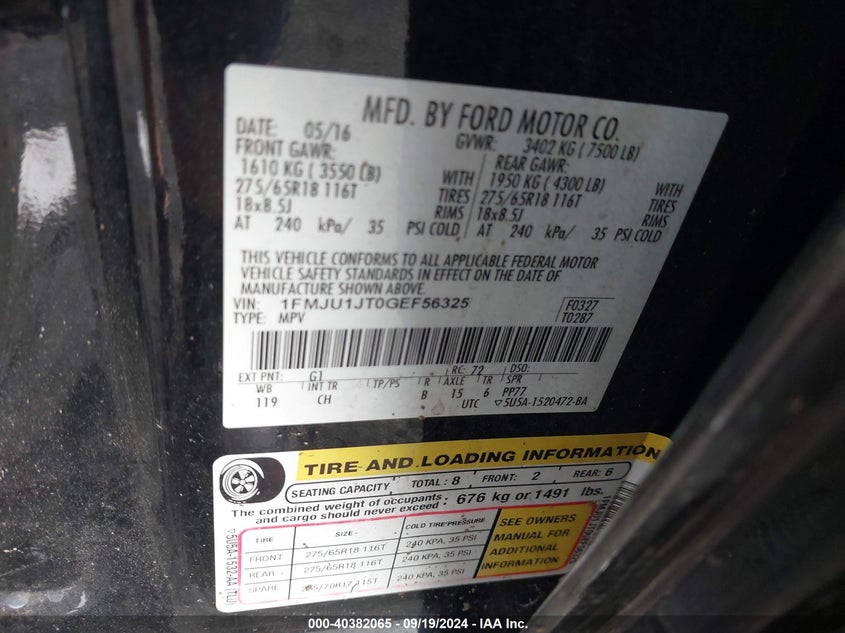 MFD. BY FORD MOTOR CO.
DATE: 05/16 GVWR: 3402 KG ( 7500 LB)
FRONT GAWR: REAR GAWR:
1610 KG ( 3550 LB) WITH 1950 KG ( 4300 LB) WITH
275/65R18 116T TIRES 275/65R18 116T TIRES
18x8.5J RIMS 18x8.5J RIMS
AT 240 kPa/ 35 PSI COLD AT 240 kPa/ 35 PSI COLD
THIS VEHICLE CONFORMS TO ALL APPLICABLE FEDERAL MOTOR
VEHICLE SAFETY STANDARDS IN EFFECT ON THE DATE OF
MANUFACTURE SHOWN ABOVE.
VIN: 1FMJU1JT0GEF56325 F0327
TYPE: MPV T0287
EXT PNT: G1 RC: 72 DSO:
WB INT TR TP/PS R AXLE TR SPR
119 CH B 15 6 PP77
UTC ▽5U5A-1520472-BA
TIRE AND LOADING INFORMATION
SEATING CAPACITY TOTAL: 8 FRONT: 2 REAR: 6
The combined weight of occupants and cargo should never exceed: 676 kg or 1491 lbs.
TIRE SIZE COLD TIRE PRESSURE
FRONT 275/65R18 116T 240 KPA, 35 PSI
REAR 275/65R18 116T 240 KPA, 35 PSI
SPARE 70R17 115T 240 KPA, 35 PSI
SEE OWNERS
MANUAL FOR
ADDITIONAL
INFORMATION
▽5U5A-1532-AA TLU
000-40382065 - 09/19/2024 - IAA Inc.